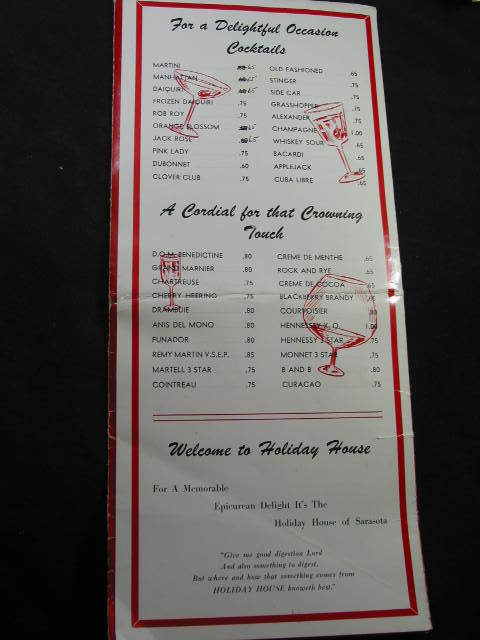 For a Delightful Occasion
Cocktails
MARTINI 65
MANHATTAN 65
DAIQUIRI 65
FROZEN DAIQUIRI .75
ROB ROY .75
ORANGE BLOSSOM 65
JACK ROSE 65
PINK LADY .75
DUBONNET .60
CLOVER CLUB .75
OLD FASHIONED .65
STINGER .75
SIDE CAR .75
GRASSHOPPER .75
ALEXANDER .75
CHAMPAGNE 1.00
WHISKEY SOUR .65
BACARDI .65
APPLEJACK .65
CUBA LIBRE .65
A Cordial for that Crowning
Touch
D.O.M. BENEDICTINE .80
GRAND MARNIER .80
CHARTREUSE .75
CHERRY HEERING .75
DRAMBUIE .80
ANIS DEL MONO .80
FUNADOR .80
REMY MARTIN V.S.E.P. .85
MARTELL 3 STAR .75
COINTREAU .75
CREME DE MENTHE .65
ROCK AND RYE .65
CREME DE COCOA .65
BLACKBERRY BRANDY .65
COURVOISIER .80
HENNESSY X. O. 1.00
HENNESSY 3 STAR .75
MONNET 3 STAR .75
B AND B .80
CURACAO .75
Welcome to Holiday House
For A Memorable
Epicurean Delight It's The
Holiday House of Sarasota
"Give me good digestion Lord
And also something to digest,
But where and how that something comes from
HOLIDAY HOUSE knoweth best."